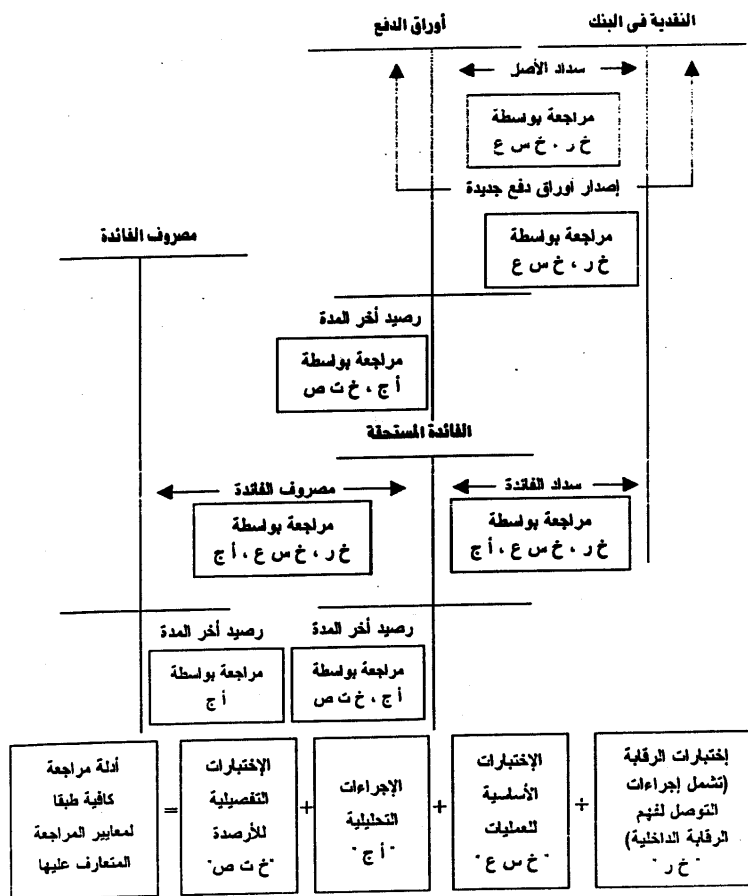 النقدية فى البنك
أوراق الدفع
سداد الأصل
مراجعة بواسطة
خ ر ، خ س ع
إصدار أوراق دفع جديدة
مراجعة بواسطة
خ ر ، خ س ع
مصروف الفائدة
رصيد أخر المدة
مراجعة بواسطة
أ ج ، خ ت ص
الفائدة المستحقة
سداد الفائدة
مصروف الفائدة
مراجعة بواسطة
خ ر ، خ س ع ، أ ج
مراجعة بواسطة
خ ر ، خ س ع ، أ ج
رصيد أخر المدة
رصيد أخر المدة
مراجعة بواسطة
أ ج ، خ ت ص
مراجعة بواسطة
أ ج
إختبارات الرقابة
(تشمل إجراءات
التوصل لفهم
الرقابة الداخلية)
"خ ر"
÷
الإختبارات
الأساسية
للعمليات
"خ س ع"
+
الإجراءات
التحليلية
"أ ج"
+
الإختبارات
التفصيلية
للأرصدة
"خ ت ص"
=
أدلة مراجعة
كافية طبقا
لمعايير المراجعة
المتعارف عليها